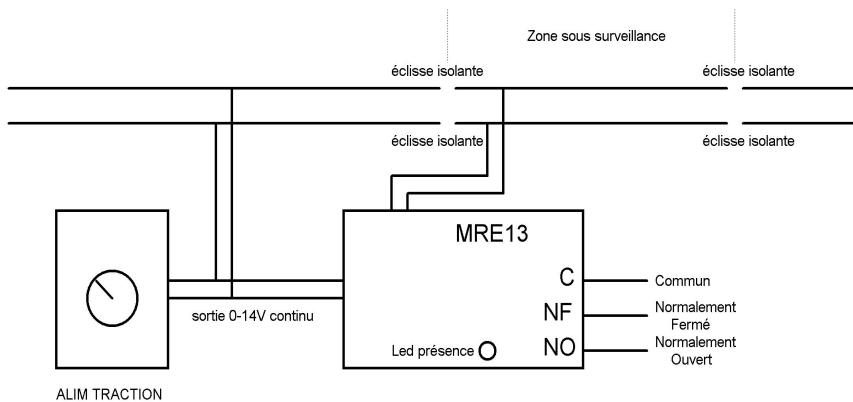 Zone sous surveillance
éclisse isolante
éclisse isolante
éclisse isolante
éclisse isolante
MRE13
C
Commun
NF
Normalement
Fermé
sortie 0-14V continu
NO
Normalement
Ouvert
Led présence
ALIM TRACTION